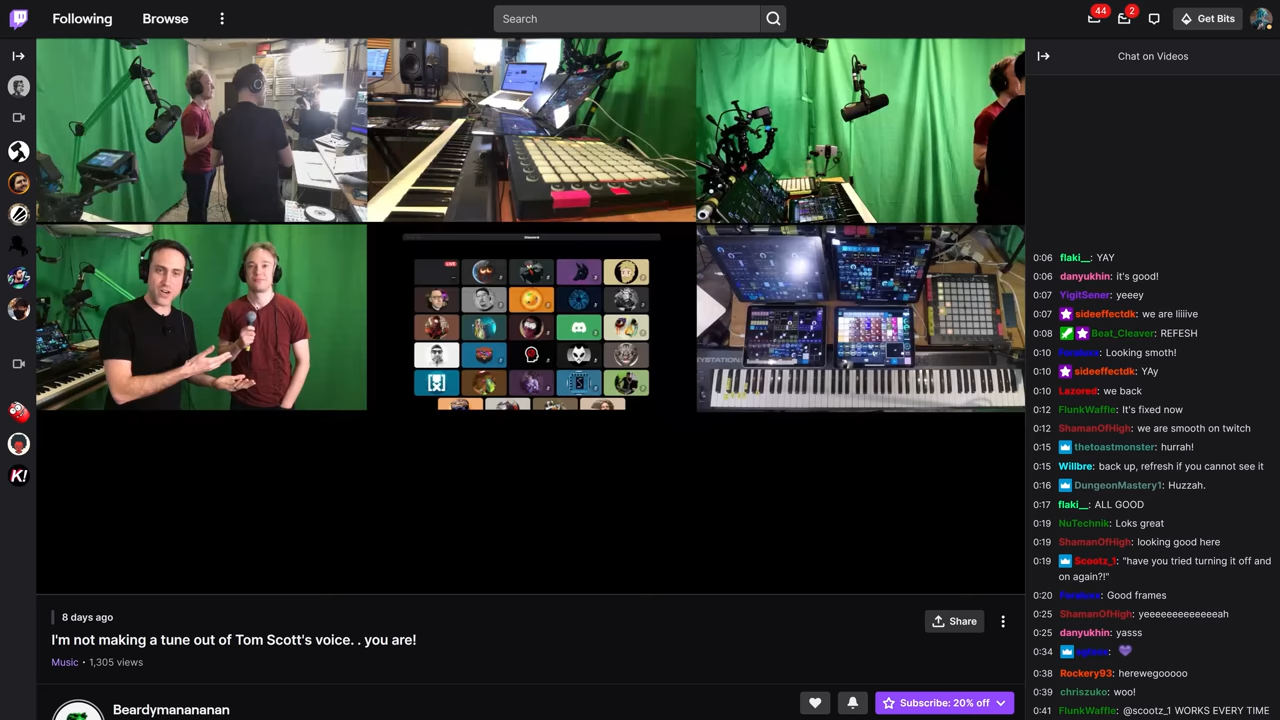 Following
Browse
Search
44
2
Get Bits
Chat on Videos
LIVE
Discord
0:06 flaki__: YAY
0:06 danyukhin: it's good!
0:07 YigitSener: yeeey
0:07 sideeffectdk: we are liiiive
0:08 Beat_Cleaver: REFESH
0:10 Looking smoth!
0:10 sideeffectdk: YAy
0:10 Lazored: we back
0:12 FlunkWaffle: It's fixed now
0:12 ShamanOfHigh: we are smooth on twitch
0:15 thetoastmonster: hurrah!
0:15 Willbre: back up, refresh if you cannot see it
0:16 DungeonMastery1: Huzzah.
0:17 flaki__: ALL GOOD
0:19 NuTechnik: Loks great
0:19 ShamanOfHigh: looking good here
0:19 Scootz_1: "have you tried turning it off and
on again?!"
0:20 Good frames
0:25 ShamanOfHigh: yeeeeeeeeeeeeah
0:25 danyukhin: yasss
0:34
0:38 Rockery93: herewegooooo
0:39 chriszuko: woo!
0:41 FlunkWaffle: @scootz_1 WORKS EVERY TIME
8 days ago
Share
I'm not making a tune out of Tom Scott's voice. . you are!
Music • 1,305 views
Beardymanananan
Subscribe: 20% off
K!